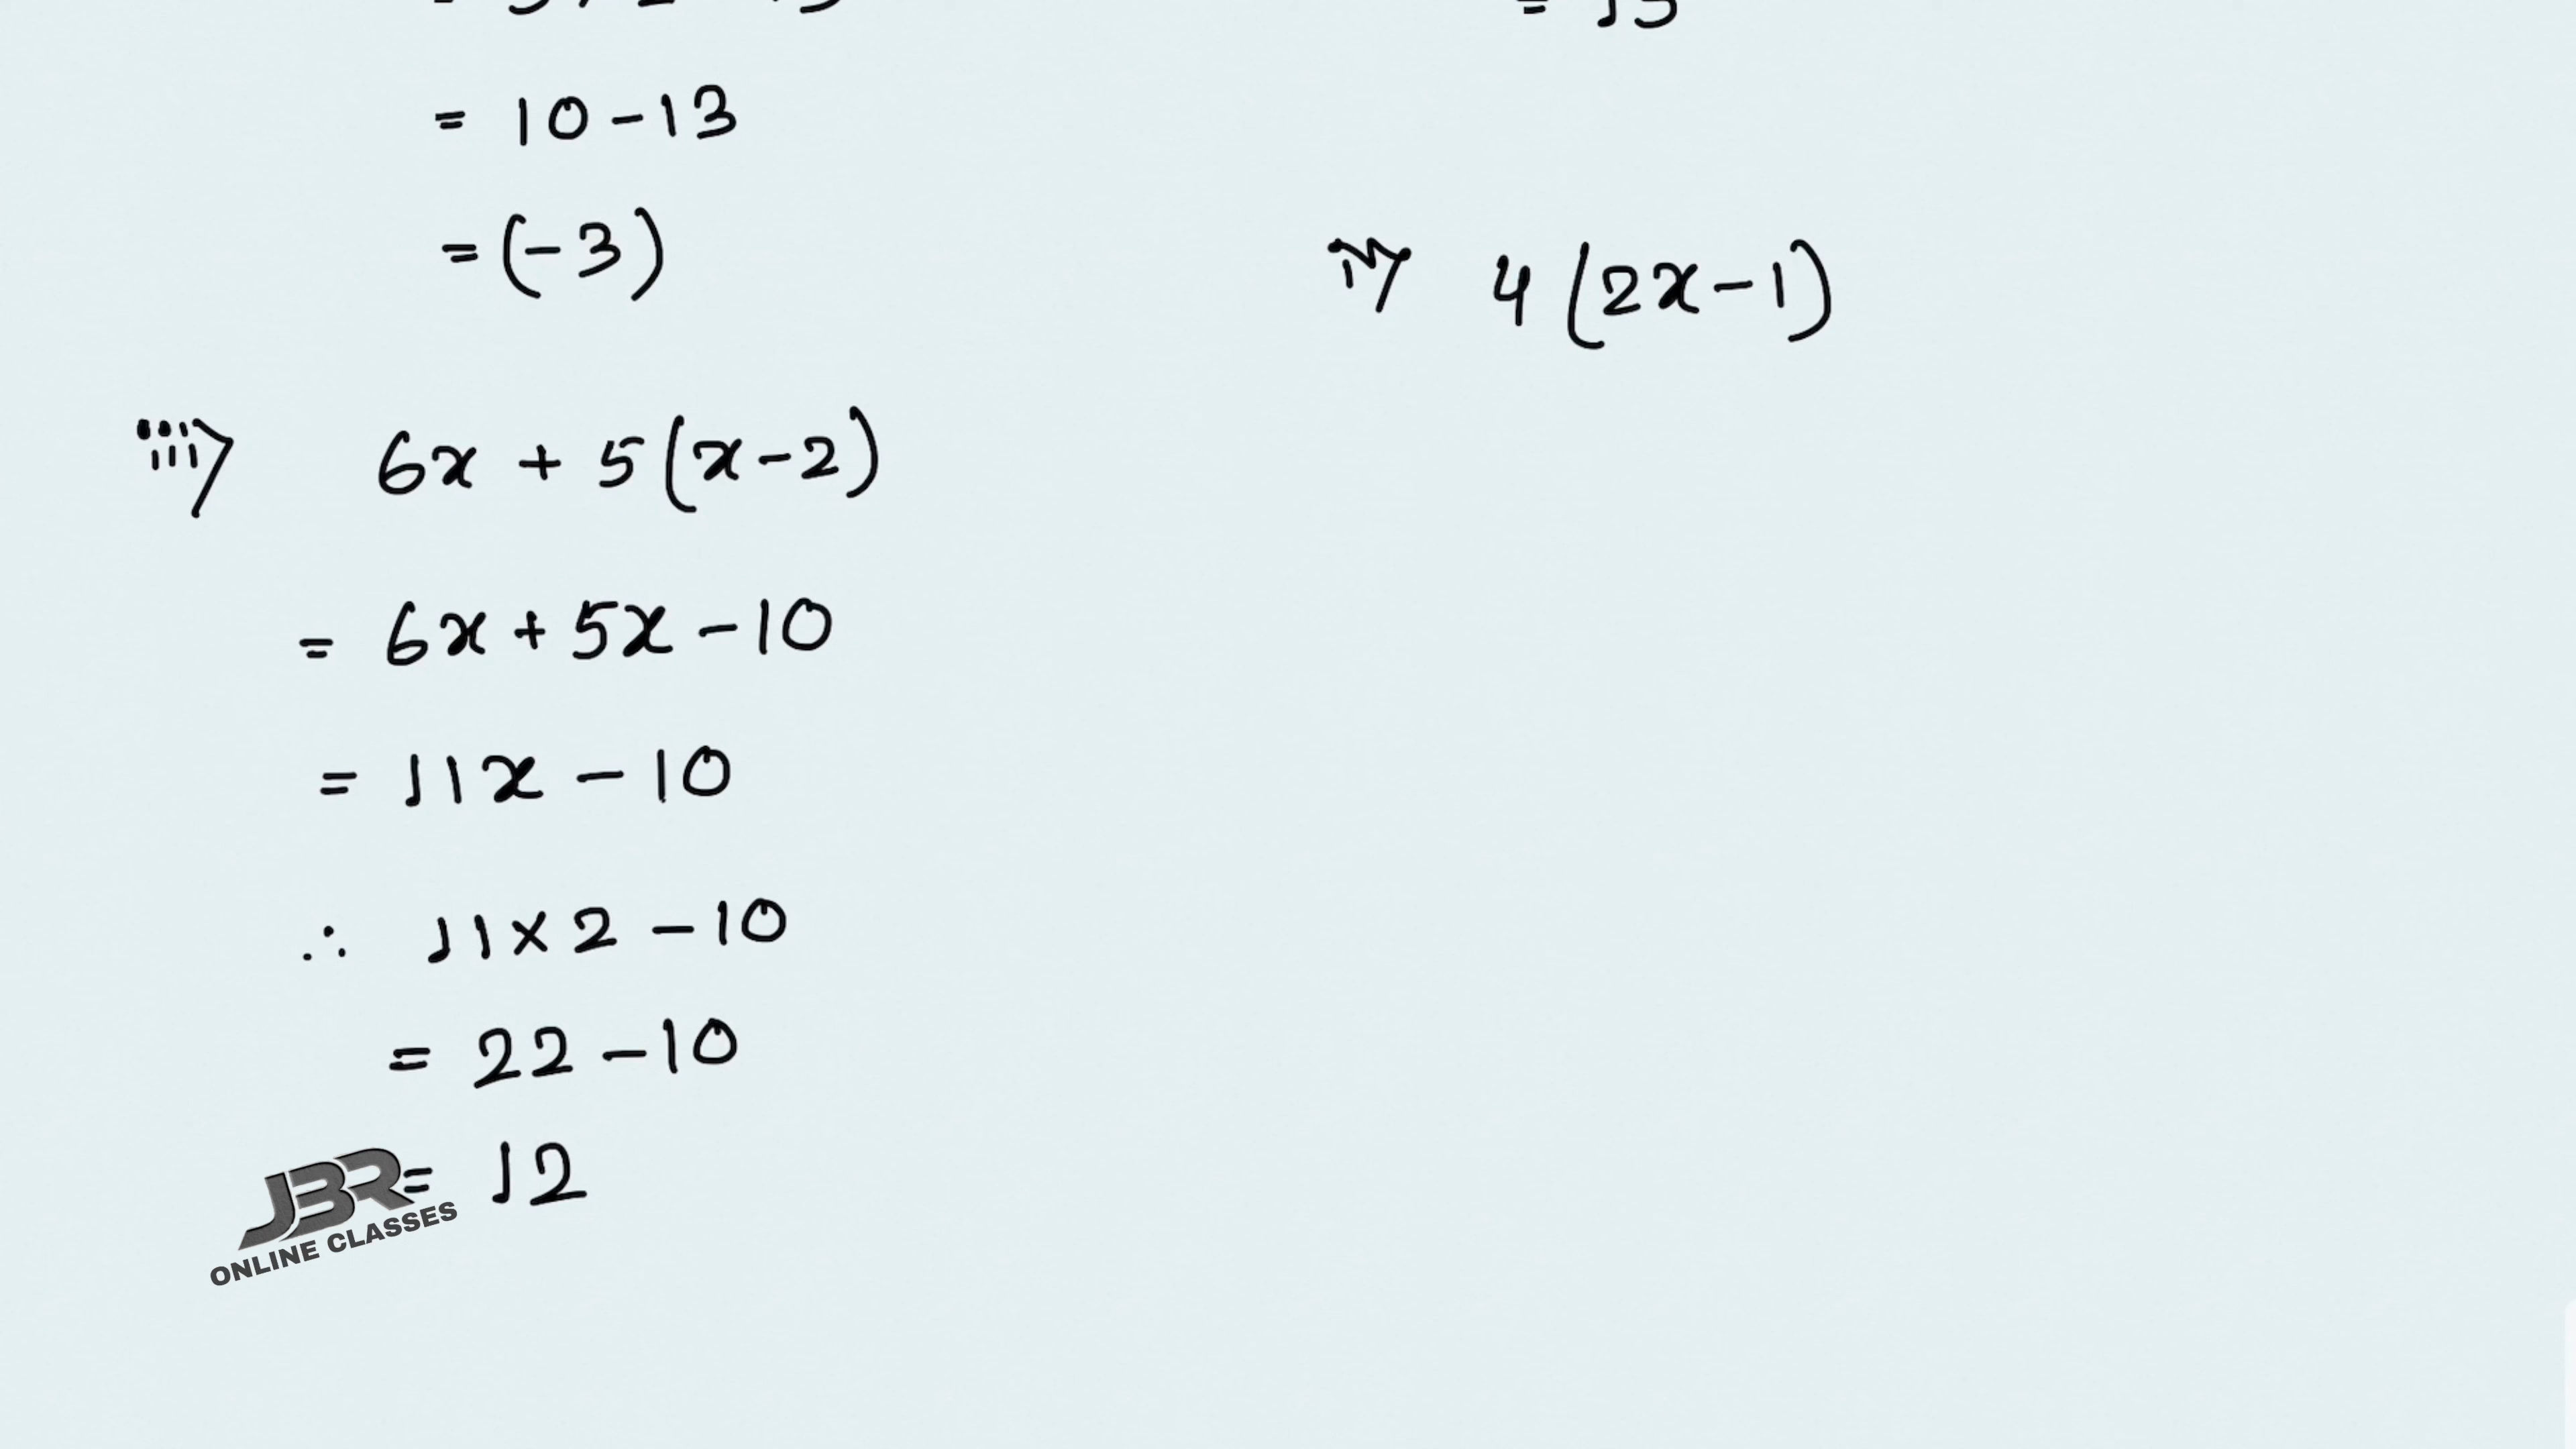 = 10 - 13
= (-3)
iii) 6x + 5(x-2)
= 6x + 5x - 10
= 11x - 10
∴ 11 × 2 - 10
= 22 - 10
= 12
JBR
ONLINE CLASSES
= 15
iv) 4(2x-1)